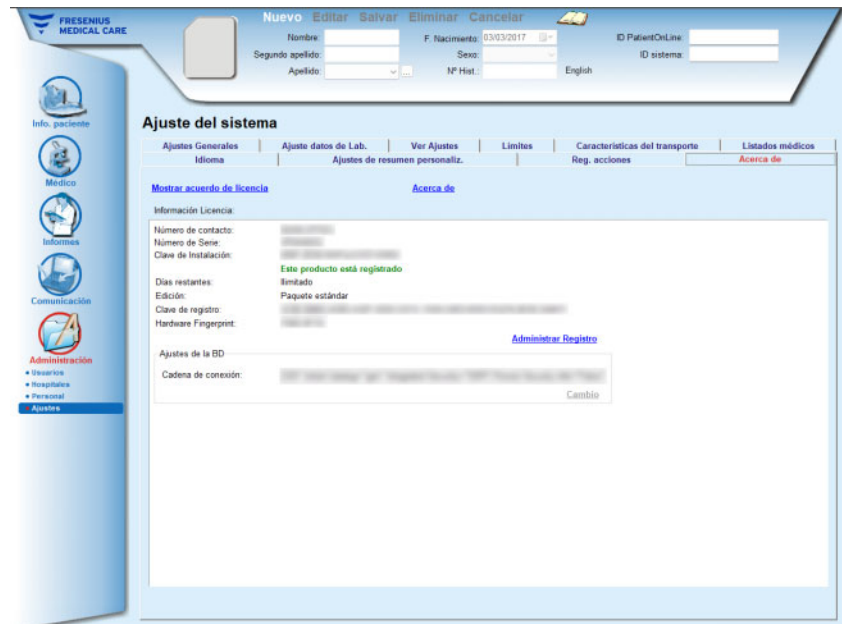 FRESENIUS
MEDICAL CARE
Nuevo Editar Salvar Eliminar Cancelar
Nombre: F. Nacimiento: 03/03/2017 ID PatientOnLine:
Segundo apellido: Sexo: ID sistema:
Apellido: ... Nº Hist.: English
Info. paciente
Médico
Informes
Comunicación
Administración
Usuarios
Hospitales
Personal
Ajustes
Ajuste del sistema
Ajustes Generales Ajuste datos de Lab. Ver Ajustes Limites Características del transporte Listados médicos
Idioma Ajustes de resumen personaliz. Reg. acciones Acerca de
Mostrar acuerdo de licencia Acerca de
Información Licencia:
Número de contacto:
Número de Serie:
Clave de Instalación:
Este producto está registrado
Días restantes: Ilimitado
Edición: Paquete estándar
Clave de registro:
Hardware Fingerprint:
Administrar Registro
Ajustes de la BD
Cadena de conexión:
Cambio